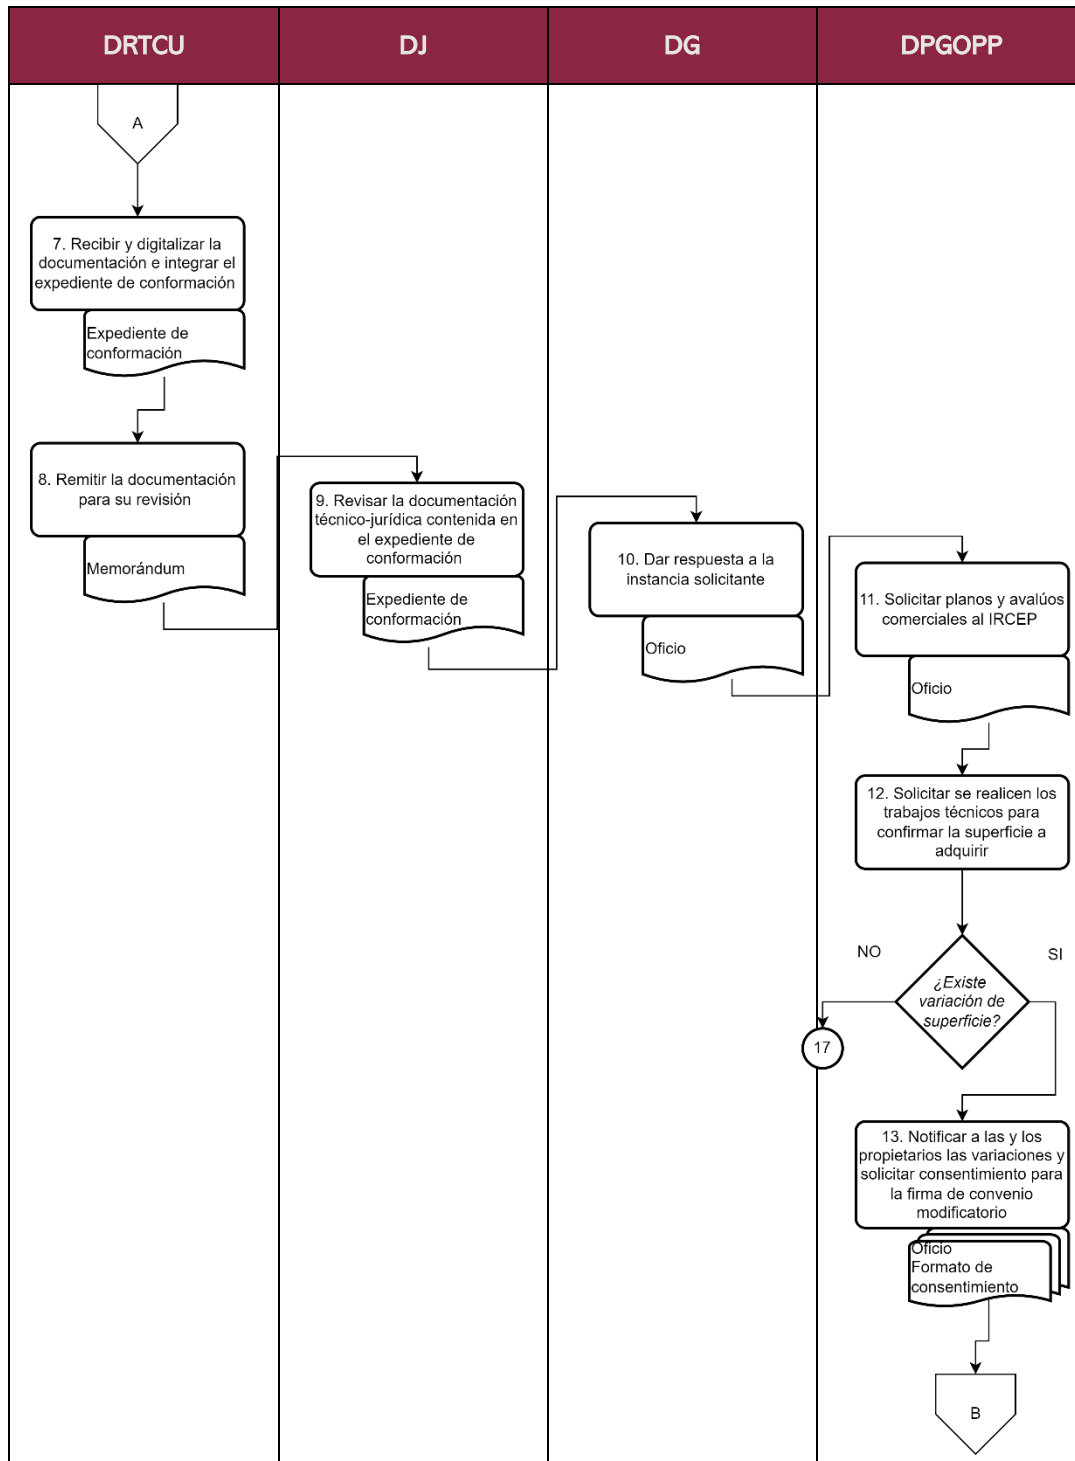 DRTCU
DJ
DG
DPGOPP
A
7. Recibir y digitalizar la
documentación e integrar el
expediente de conformación
Expediente de
conformación
8. Remitir la documentación
para su revisión
Memorándum
9. Revisar la documentación
técnico-jurídica contenida en
el expediente de
conformación
Expediente de
conformación
10. Dar respuesta a la
instancia solicitante
Oficio
11. Solicitar planos y avalúos
comerciales al IRCEP
Oficio
12. Solicitar se realicen los
trabajos técnicos para
confirmar la superficie a
adquirir
NO
SI
¿Existe
variación de
superficie?
17
13. Notificar a las y los
propietarios las variaciones y
solicitar consentimiento para
la firma de convenio
modificatorio
Oficio
Formato de
consentimiento
B